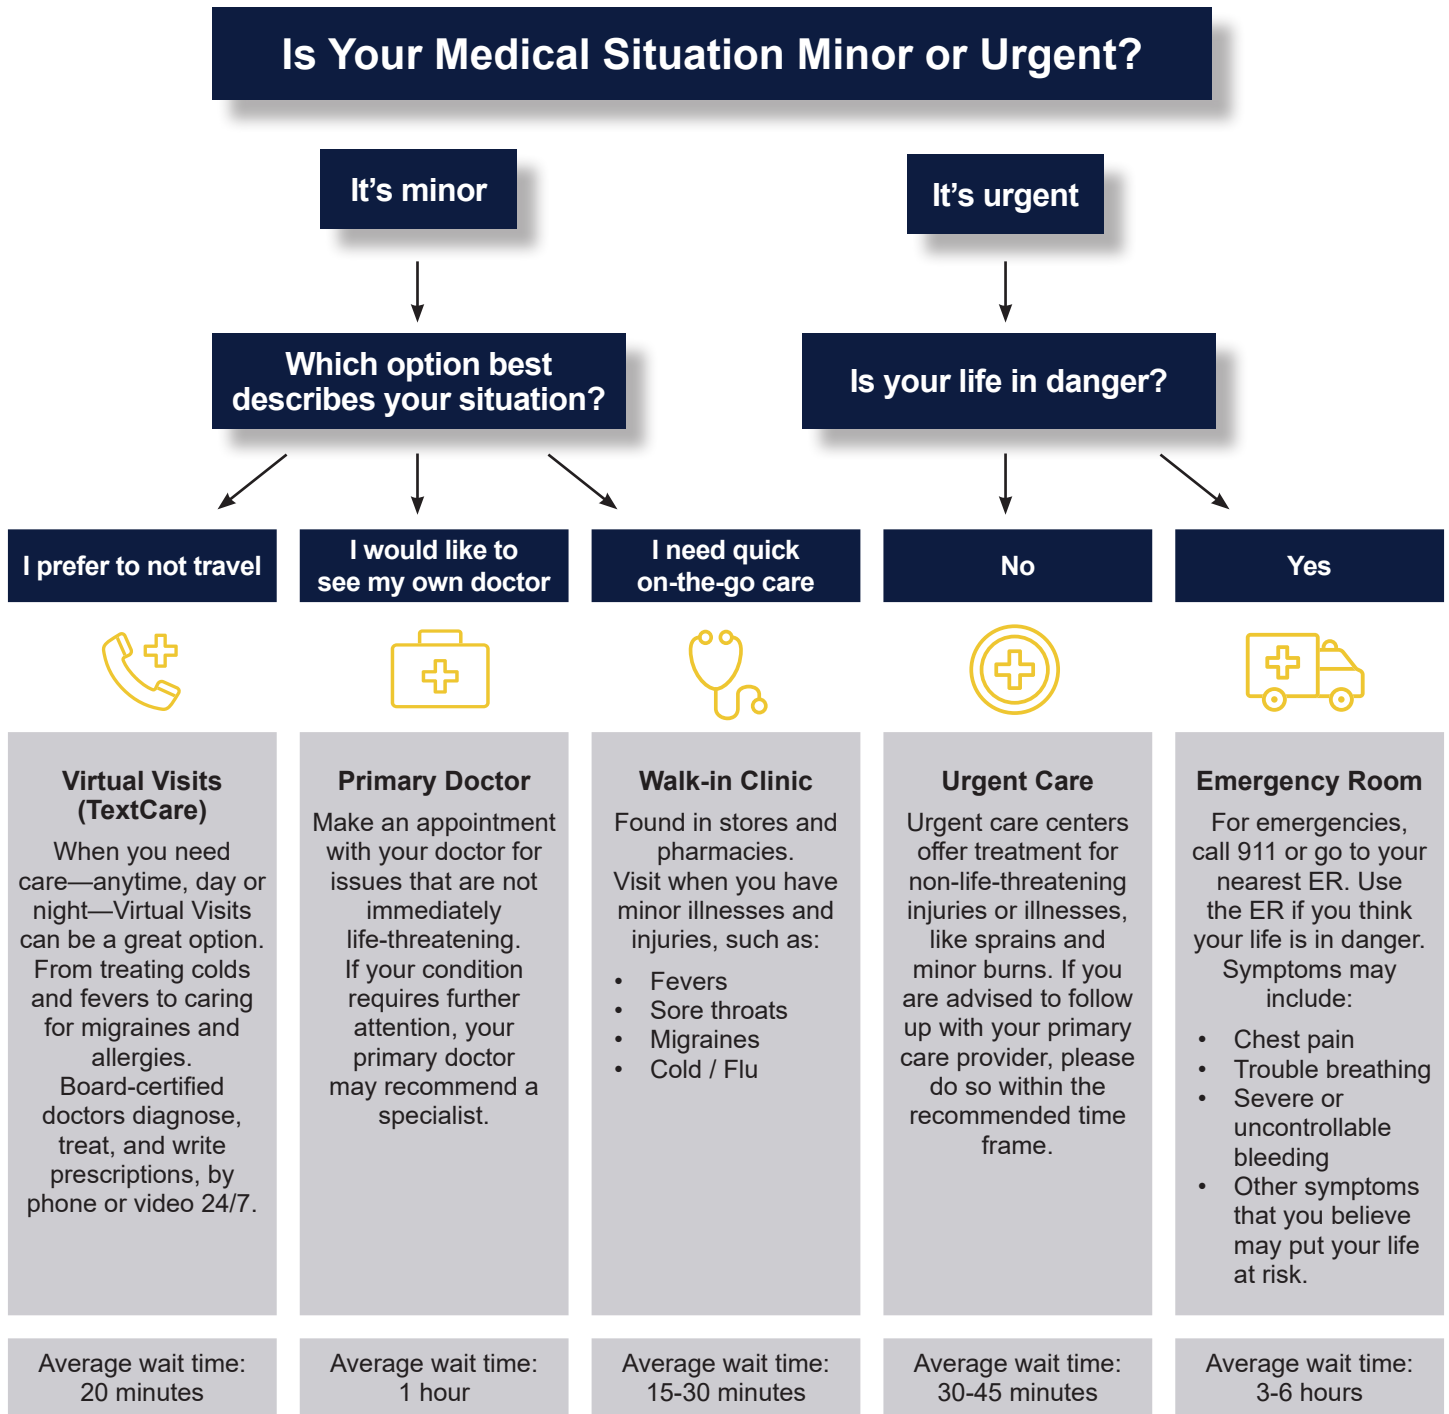 Is Your Medical Situation Minor or Urgent?
It’s minor
It’s urgent
Which option best
describes your situation?
Is your life in danger?
I prefer to not travel
I would like to
see my own doctor
I need quick
on-the-go care
No
Yes
Virtual Visits
(TextCare)
When you need
care—anytime, day or
night—Virtual Visits
can be a great option.
From treating colds
and fevers to caring
for migraines and
allergies.
Board-certified
doctors diagnose,
treat, and write
prescriptions, by
phone or video 24/7.
Primary Doctor
Make an appointment
with your doctor for
issues that are not
immediately
life-threatening.
If your condition
requires further
attention, your
primary doctor
may recommend a
specialist.
Walk-in Clinic
Found in stores and
pharmacies.
Visit when you have
minor illnesses and
injuries, such as:
• Fevers
• Sore throats
• Migraines
• Cold / Flu
Urgent Care
Urgent care centers
offer treatment for
non-life-threatening
injuries or illnesses,
like sprains and
minor burns. If you
are advised to follow
up with your primary
care provider, please
do so within the
recommended time
frame.
Emergency Room
For emergencies,
call 911 or go to your
nearest ER. Use
the ER if you think
your life is in danger.
Symptoms may
include:
• Chest pain
• Trouble breathing
• Severe or
uncontrollable
bleeding
• Other symptoms
that you believe
may put your life
at risk.
Average wait time:
20 minutes
Average wait time:
1 hour
Average wait time:
15-30 minutes
Average wait time:
30-45 minutes
Average wait time:
3-6 hours